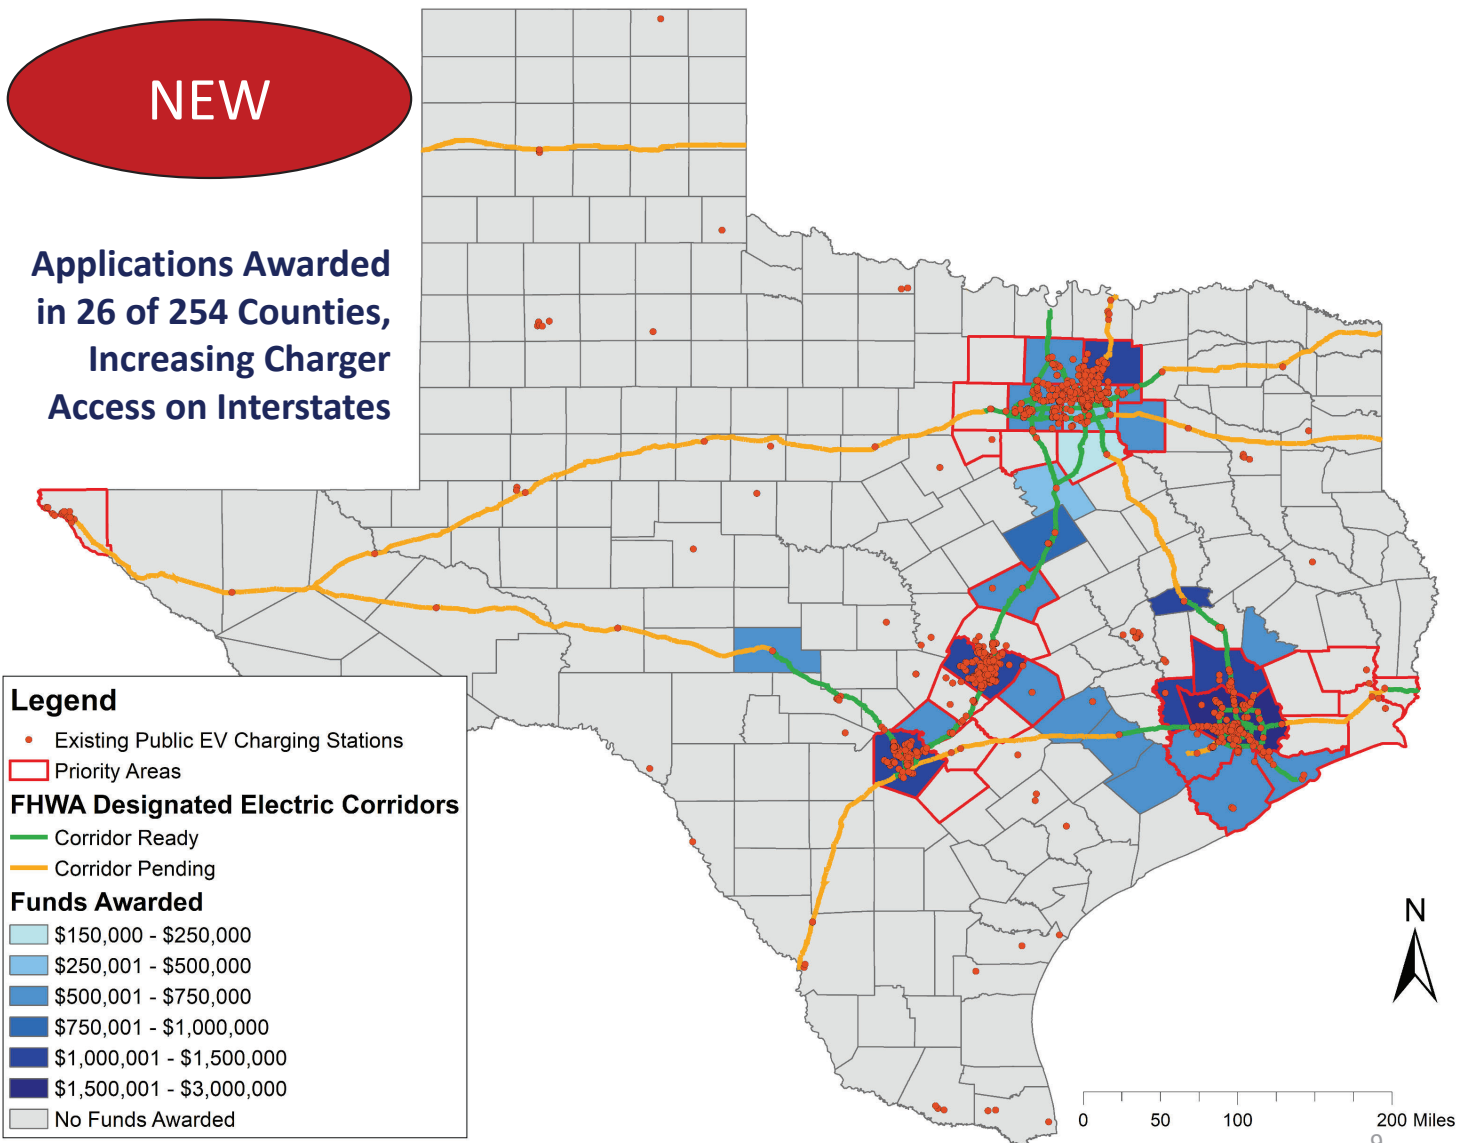 NEW
Applications Awarded
in 26 of 254 Counties,
Increasing Charger
Access on Interstates
Legend
Existing Public EV Charging Stations
Priority Areas
FHWA Designated Electric Corridors
Corridor Ready
Corridor Pending
Funds Awarded
$150,000 - $250,000
$250,001 - $500,000
$500,001 - $750,000
$750,001 - $1,000,000
$1,000,001 - $1,500,000
$1,500,001 - $3,000,000
No Funds Awarded
N
0 50 100 200 Miles